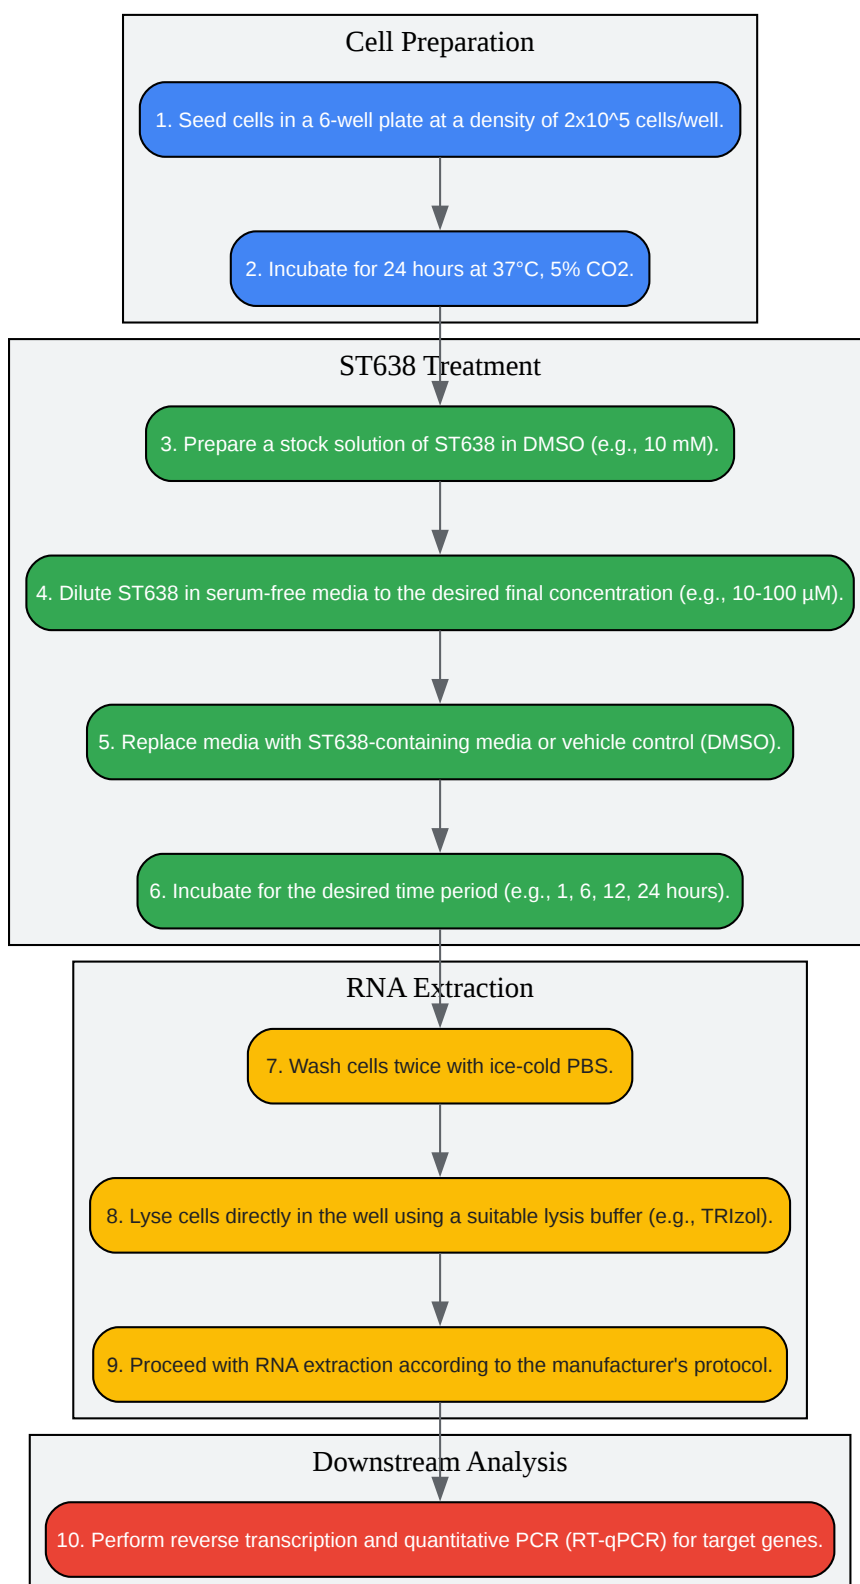 Cell Preparation
1. Seed cells in a 6-well plate at a density of 2x10^5 cells/well.
2. Incubate for 24 hours at 37°C, 5% CO2.
ST638 Treatment
3. Prepare a stock solution of ST638 in DMSO (e.g., 10 mM).
4. Dilute ST638 in serum-free media to the desired final concentration (e.g., 10-100 µM).
5. Replace media with ST638-containing media or vehicle control (DMSO).
6. Incubate for the desired time period (e.g., 1, 6, 12, 24 hours).
RNA Extraction
7. Wash cells twice with ice-cold PBS.
8. Lyse cells directly in the well using a suitable lysis buffer (e.g., TRIzol).
9. Proceed with RNA extraction according to the manufacturer's protocol.
Downstream Analysis
10. Perform reverse transcription and quantitative PCR (RT-qPCR) for target genes.